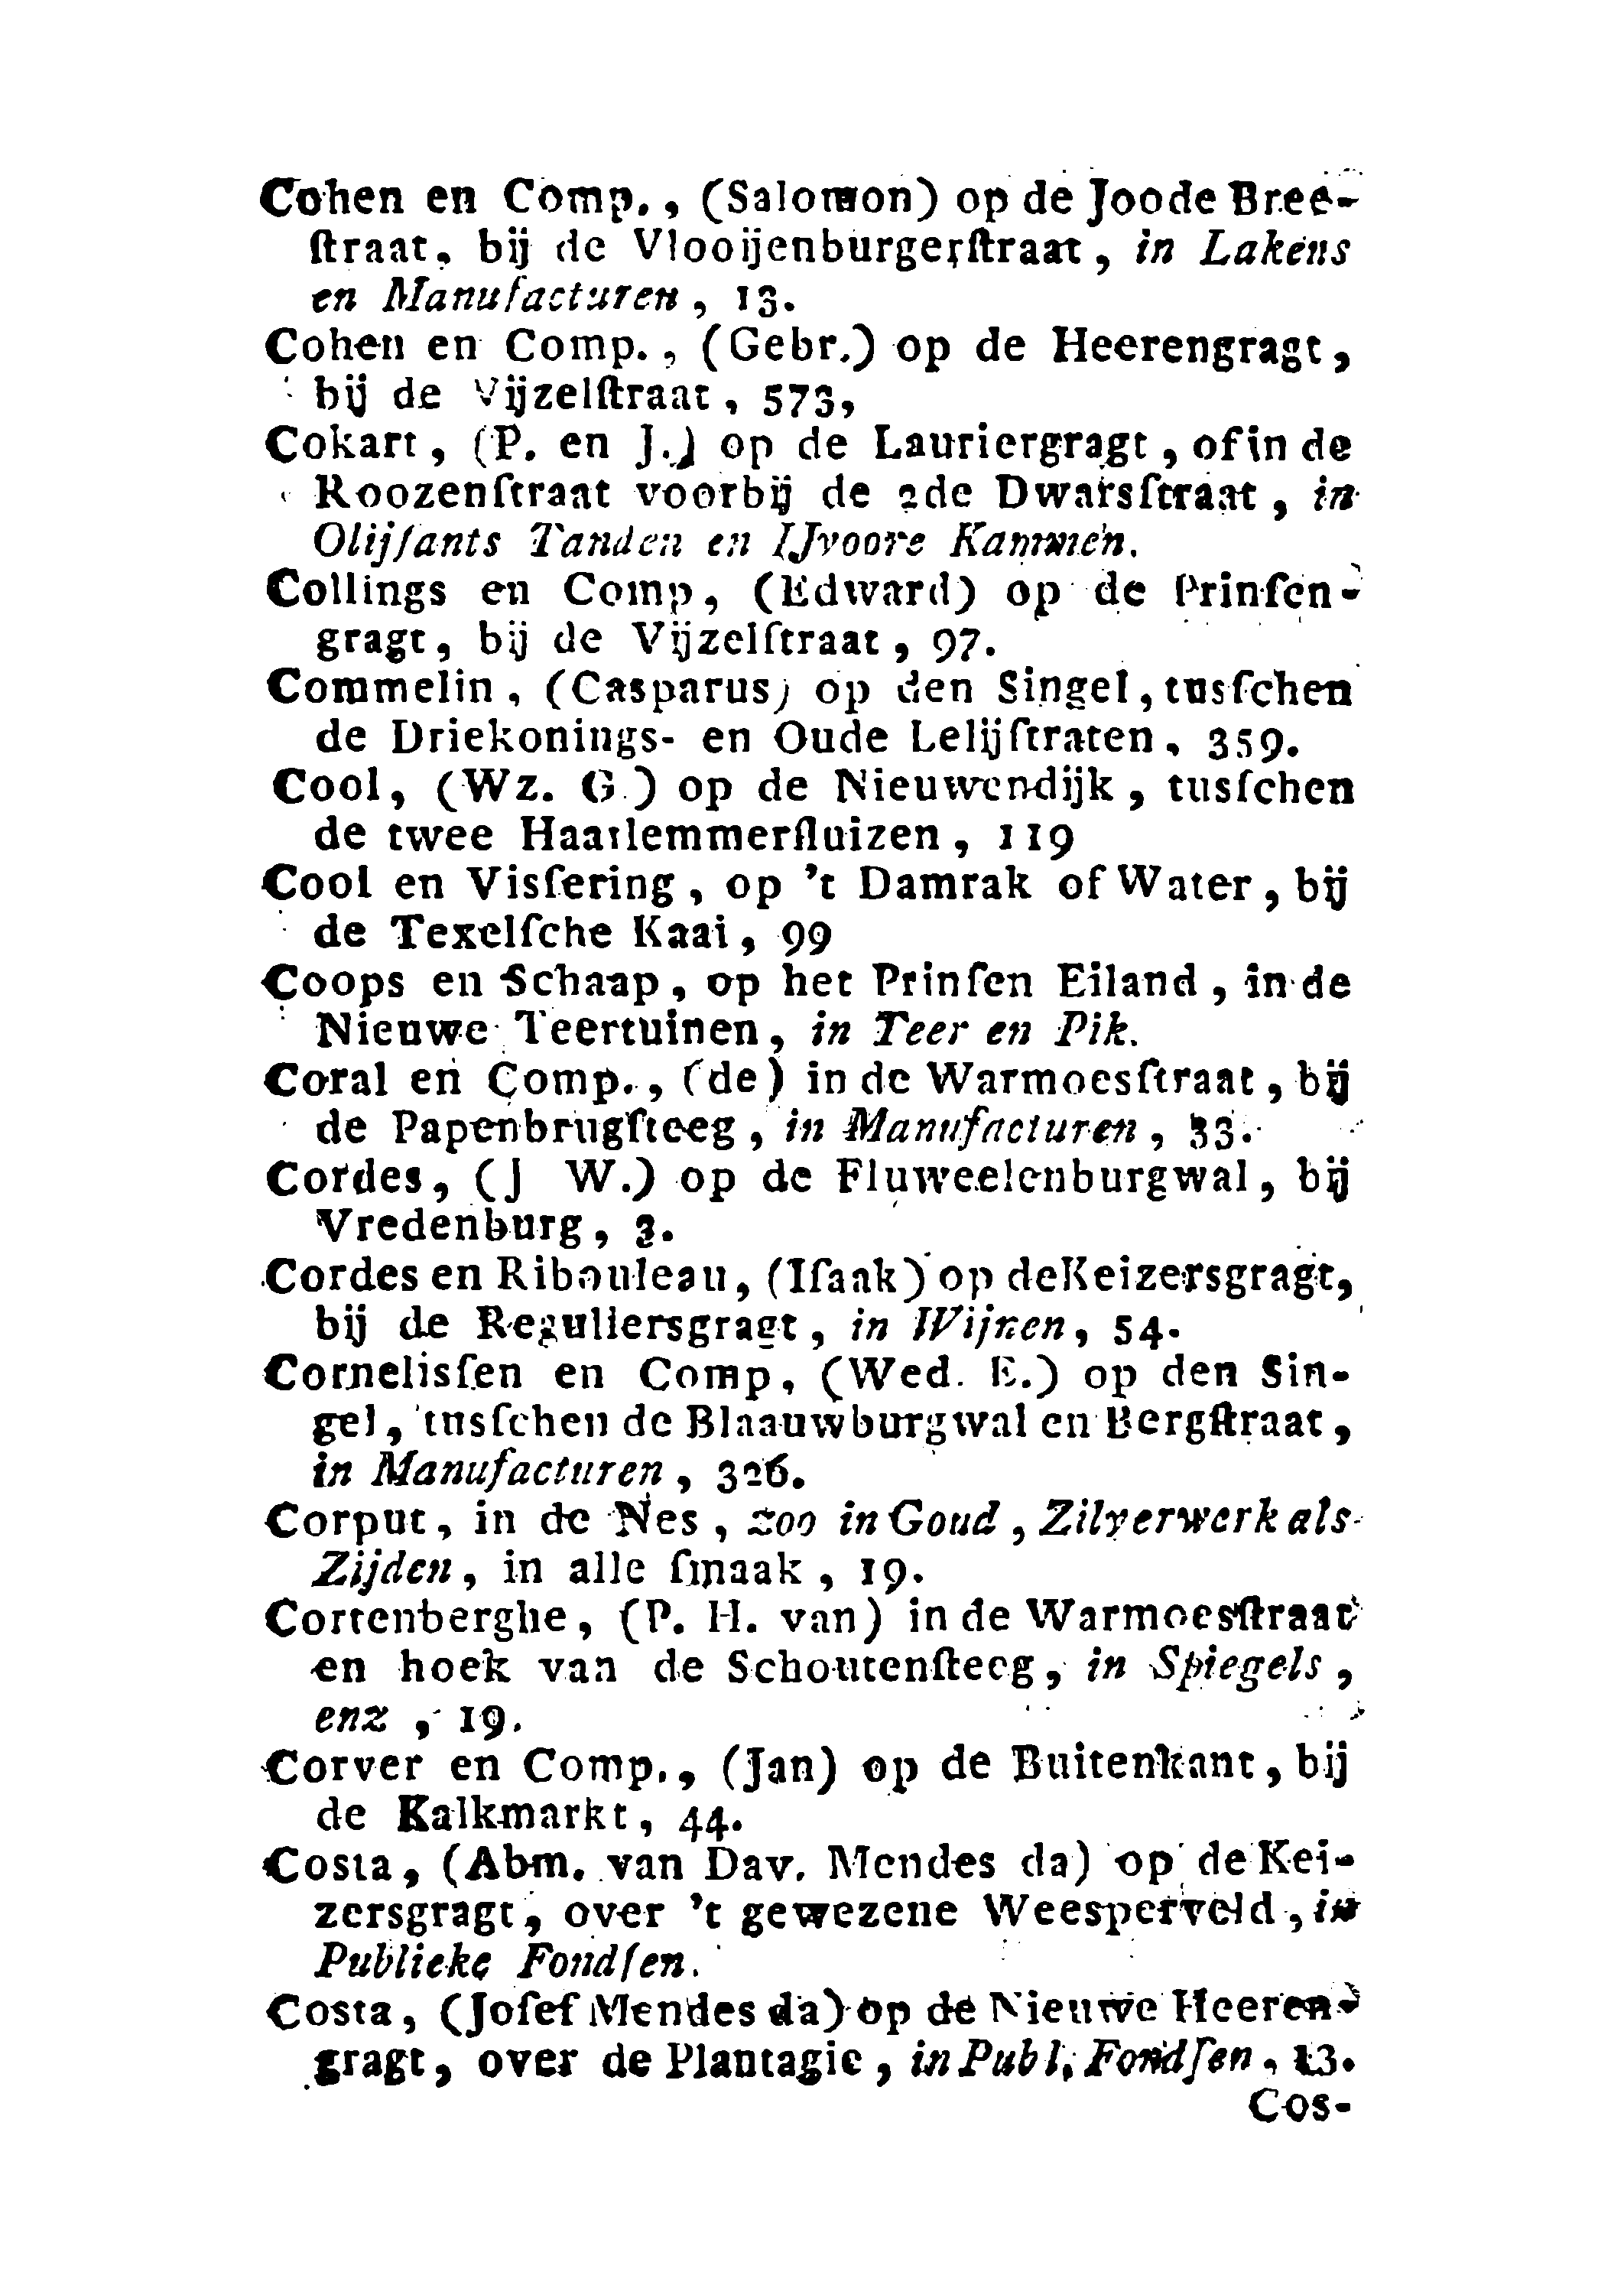 Cohen en Comp., (Salomon) op de Joode Bree-
ſtraat, bij de Vlooijenburgerſtraat, in Lakens
en Manufacturen, 13.
Cohen en Comp., (Gebr.) op de Heerengragt,
bij de Vijzelſtraat, 573,
Cokart, (P. en J.) op de Lauriergragt, of in de
Roozenſtraat voorbij de 2de Dwarsſtraat, in
Olijfants Tanden en IJvoore Kammen.
Collings en Comp, (Edward) op de Prinſen-
gragt, bij de Vijzelſtraat, 97.
Commelin, (Casparus) op den Singel, tusſchen
de Driekonings- en Oude Lelijſtraten, 359.
Cool, (Wz. G.) op de Nieuwendijk, tusſchen
de twee Haarlemmerſluizen, 119
Cool en Visſering, op 't Damrak of Water, bij
de Texelſche Kaai, 99
Coops en Schaap, op het Prinſen Eiland, in de
Nieuwe Teertuinen, in Teer en Pik.
Coral en Comp., (de) in de Warmoesſtraat, bij
de Papenbrugſteeg, in Manufacturen, 33.
Cordes, (J W.) op de Fluweelenburgwal, bij
Vredenburg, 3.
Cordes en Ribouleau, (Iſaak) op de Keizersgragt,
bij de Reguliersgragt, in Wijnen, 54.
Cornelisſen en Comp, (Wed. E.) op den Sin-
gel, tusſchen de Blaauwburgwal en Bergſtraat,
in Manufacturen, 326.
Corput, in de Nes, zoo in Goud, Zilverwerk als
Zijden, in alle ſmaak, 19.
Cortenberghe, (P. H. van) in de Warmoesſtraat
en hoek van de Schoutenſteeg, in Spiegels,
enz, 19.
Corver en Comp., (Jan) op de Buitenkant, bij
de Kalkmarkt, 44.
Costa, (Abm. van Dav. Mendes da) op de Kei-
zersgragt, over 't gewezene Weesperveld, in
Publieke Fondſen.
Costa, (Joſef Mendes da) op de Nieuwe Heeren-
gragt, over de Plantagie, in Publ. Fondſen, 13.
Cos-